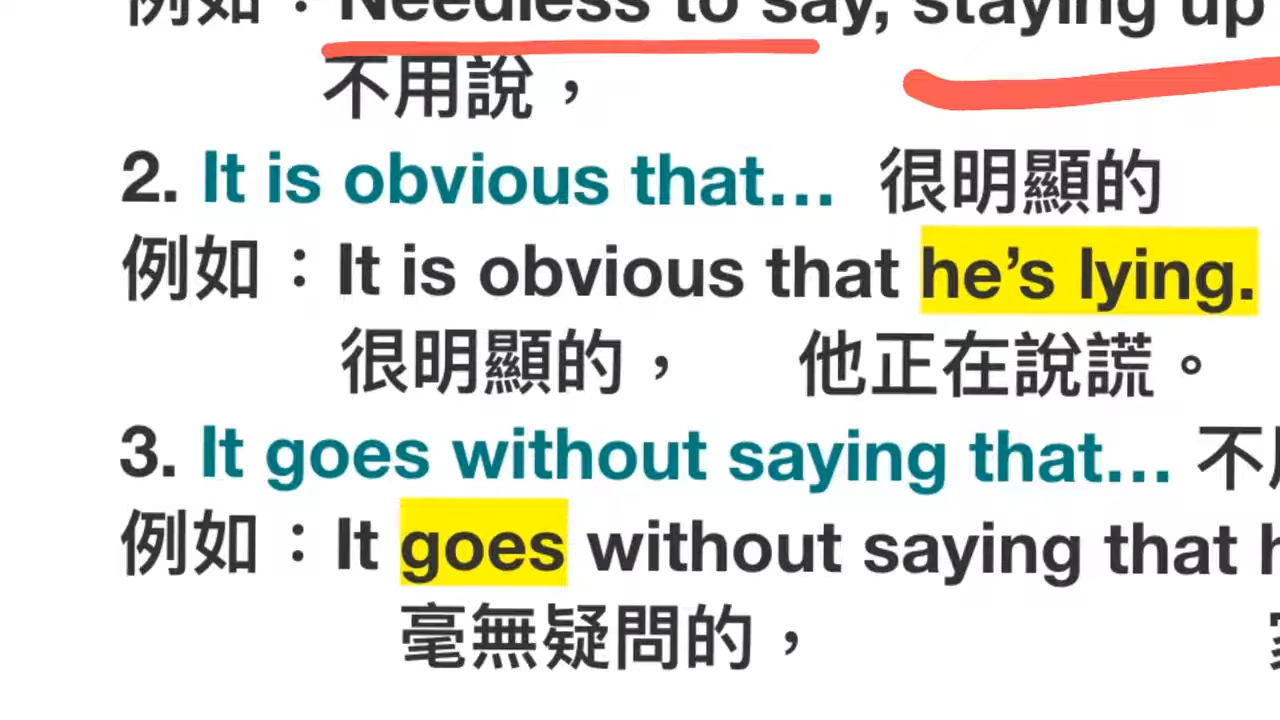 例如：Needless to say, staying up
不用說，
2. It is obvious that... 很明顯的
例如：It is obvious that he's lying.
很明顯的， 他正在說謊。
3. It goes without saying that... 不
例如：It goes without saying that h
毫無疑問的，